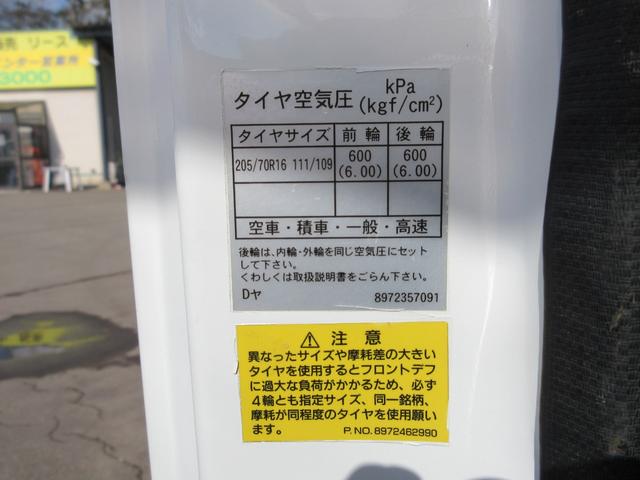 売 リース
ンター営業所
3000
タイヤ空気圧 kPa (kgf/cm²)
タイヤサイズ 前輪 後輪
205/70R16 111/109 600 (6.00) 600 (6.00)
空車・積車・一般・高速
後輪は、内輪・外輪を同じ空気圧にセット
して下さい。
くわしくは取扱説明書をごらん下さい。
Dヤ 8972357091
⚠ 注意
異なったサイズや摩耗差の大きい
タイヤを使用するとフロントデフ
に過大な負荷がかかるため、必ず
4輪とも指定サイズ、同一銘柄、
摩耗が同程度のタイヤを使用願い
ます。 P.NO.8972462990